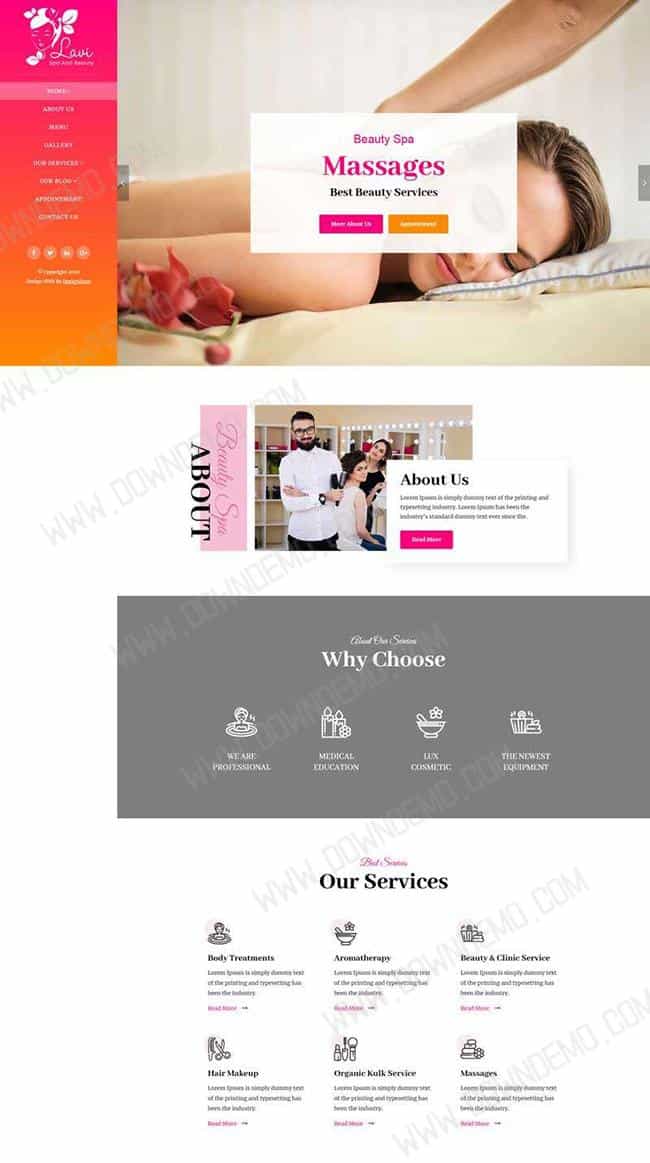 Lavi
Spa And Beauty
HOME
ABOUT US
MENU
GALLERY
OUR SERVICES
OUR BLOG
APPOINTMENT
CONTACT US
Beauty Spa
Massages
Best Beauty Services
More About Us
Appointment
Beauty Spa
ABOUT
About Us
Lorem Ipsum is simply dummy text of the printing and
typesetting industry. Lorem Ipsum has been the
industry's standard dummy text ever since the.
Read More
About Our Services
Why Choose
WE ARE
PROFESSIONAL
MEDICAL
EDUCATION
LUX
COSMETIC
THE NEWEST
EQUIPMENT
Best Services
Our Services
Body Treatments
Lorem Ipsum is simply dummy text
of the printing and typesetting has
been the industry.
Read More
Aromatherapy
Lorem Ipsum is simply dummy text
of the printing and typesetting has
been the industry.
Read More
Beauty & Clinic Service
Lorem Ipsum is simply dummy text
of the printing and typesetting has
been the industry.
Read More
Hair Makeup
Lorem Ipsum is simply dummy text
of the printing and typesetting has
been the industry.
Read More
Organic Kulk Service
Lorem Ipsum is simply dummy text
of the printing and typesetting has
been the industry.
Read More
Massages
Lorem Ipsum is simply dummy text
of the printing and typesetting has
been the industry.
Read More
WWW.DOWNDEMO.COM